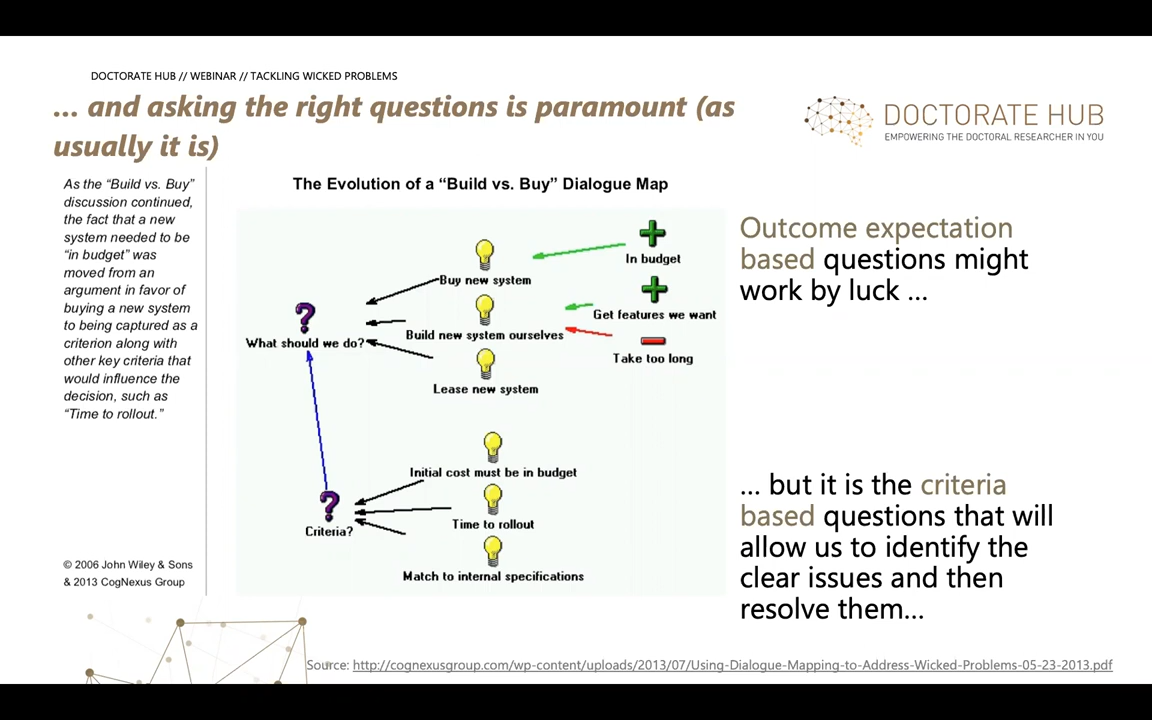 DOCTORATE HUB // WEBINAR // TACKLING WICKED PROBLEMS
... and asking the right questions is paramount (as
usually it is)
DOCTORATE HUB
EMPOWERING THE DOCTORAL RESEARCHER IN YOU
As the “Build vs. Buy”
discussion continued,
the fact that a new
system needed to be
“in budget” was
moved from an
argument in favor of
buying a new system
to being captured as a
criterion along with
other key criteria that
would influence the
decision, such as
“Time to rollout.”
© 2006 John Wiley & Sons
& 2013 CogNexus Group
The Evolution of a “Build vs. Buy” Dialogue Map
?
What should we do?
Buy new system
Build new system ourselves
Lease new system
In budget
Get features we want
Take too long
?
Criteria?
Initial cost must be in budget
Time to rollout
Match to internal specifications
Outcome expectation
based questions might
work by luck ...
... but it is the criteria
based questions that will
allow us to identify the
clear issues and then
resolve them...
Source: http://cognexusgroup.com/wp-content/uploads/2013/07/Using-Dialogue-Mapping-to-Address-Wicked-Problems-05-23-2013.pdf